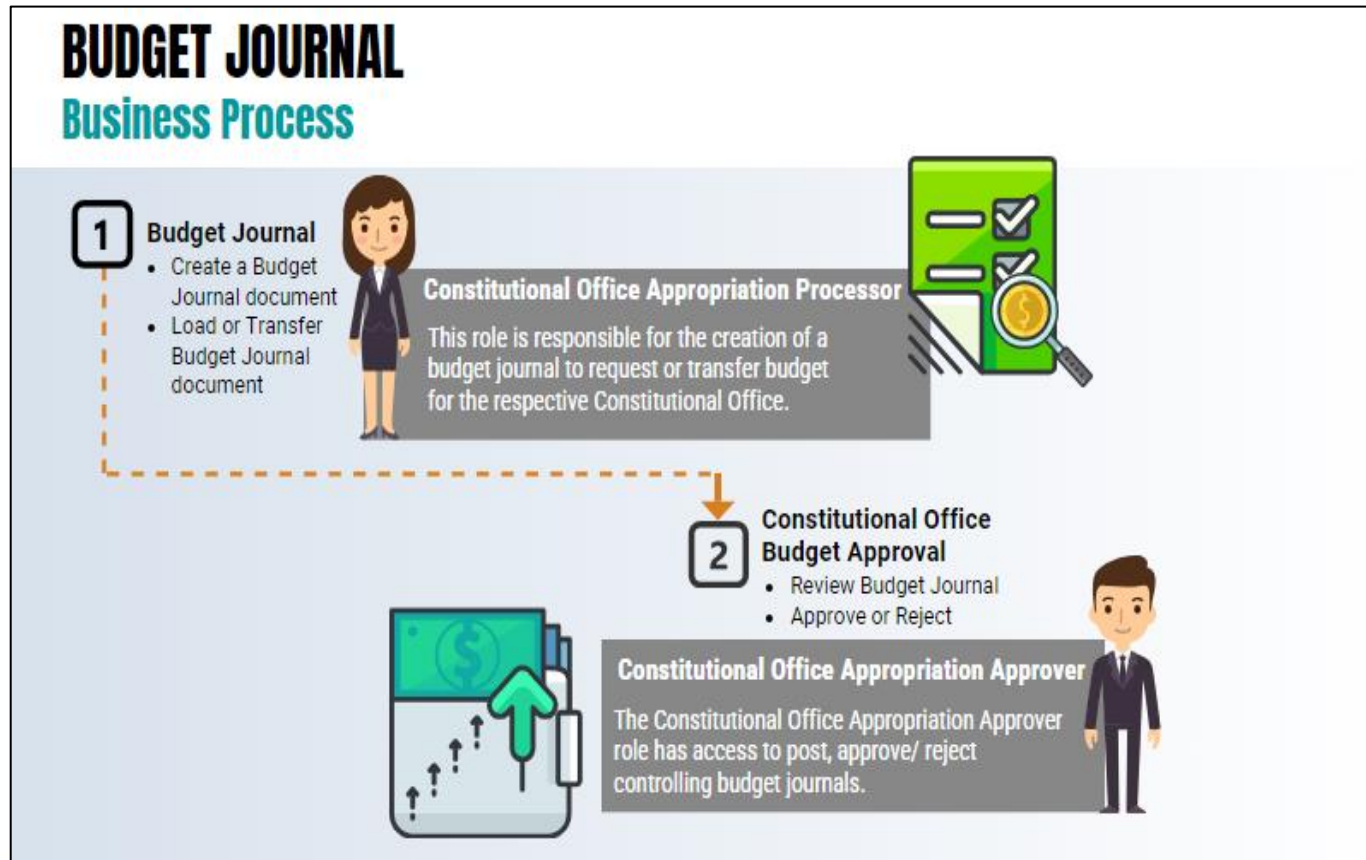 BUDGET JOURNAL
Business Process
1
Budget Journal
• Create a Budget
Journal document
• Load or Transfer
Budget Journal
document
Constitutional Office Appropriation Processor
This role is responsible for the creation of a
budget journal to request or transfer budget
for the respective Constitutional Office.
2
Constitutional Office
Budget Approval
• Review Budget Journal
• Approve or Reject
Constitutional Office Appropriation Approver
The Constitutional Office Appropriation Approver
role has access to post, approve/ reject
controlling budget journals.